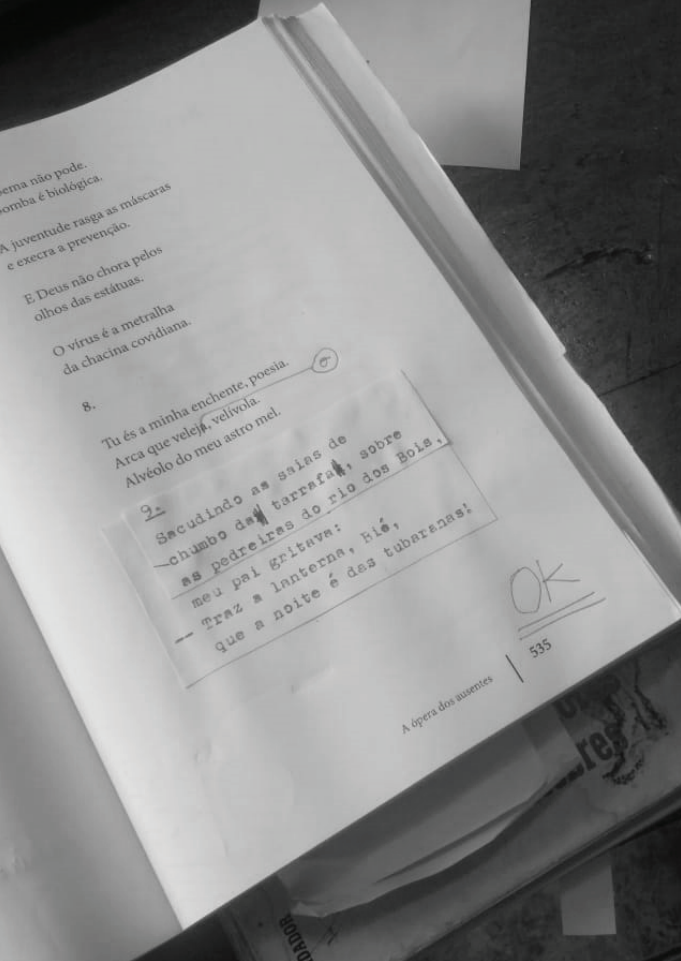 não pode.
é biológica.
A juventude rasga as máscaras
e execra a prevenção.
E Deus não chora pelos
olhos das estátuas.
O vírus é a metralha
da chacina covidiana.
8.
Tu és a minha enchente, poesia.
Arca que veleja, velívola.
Alvéolo do meu astro mel.
9.
Sacudindo as saias de
chumbo da tarrafa, sobre
as pedreiras do rio dos Bois,
meu pai gritava:
-- Traz a lanterna, Bié,
que a noite é das tubaranas!
OK
A ópera dos ausentes | 535